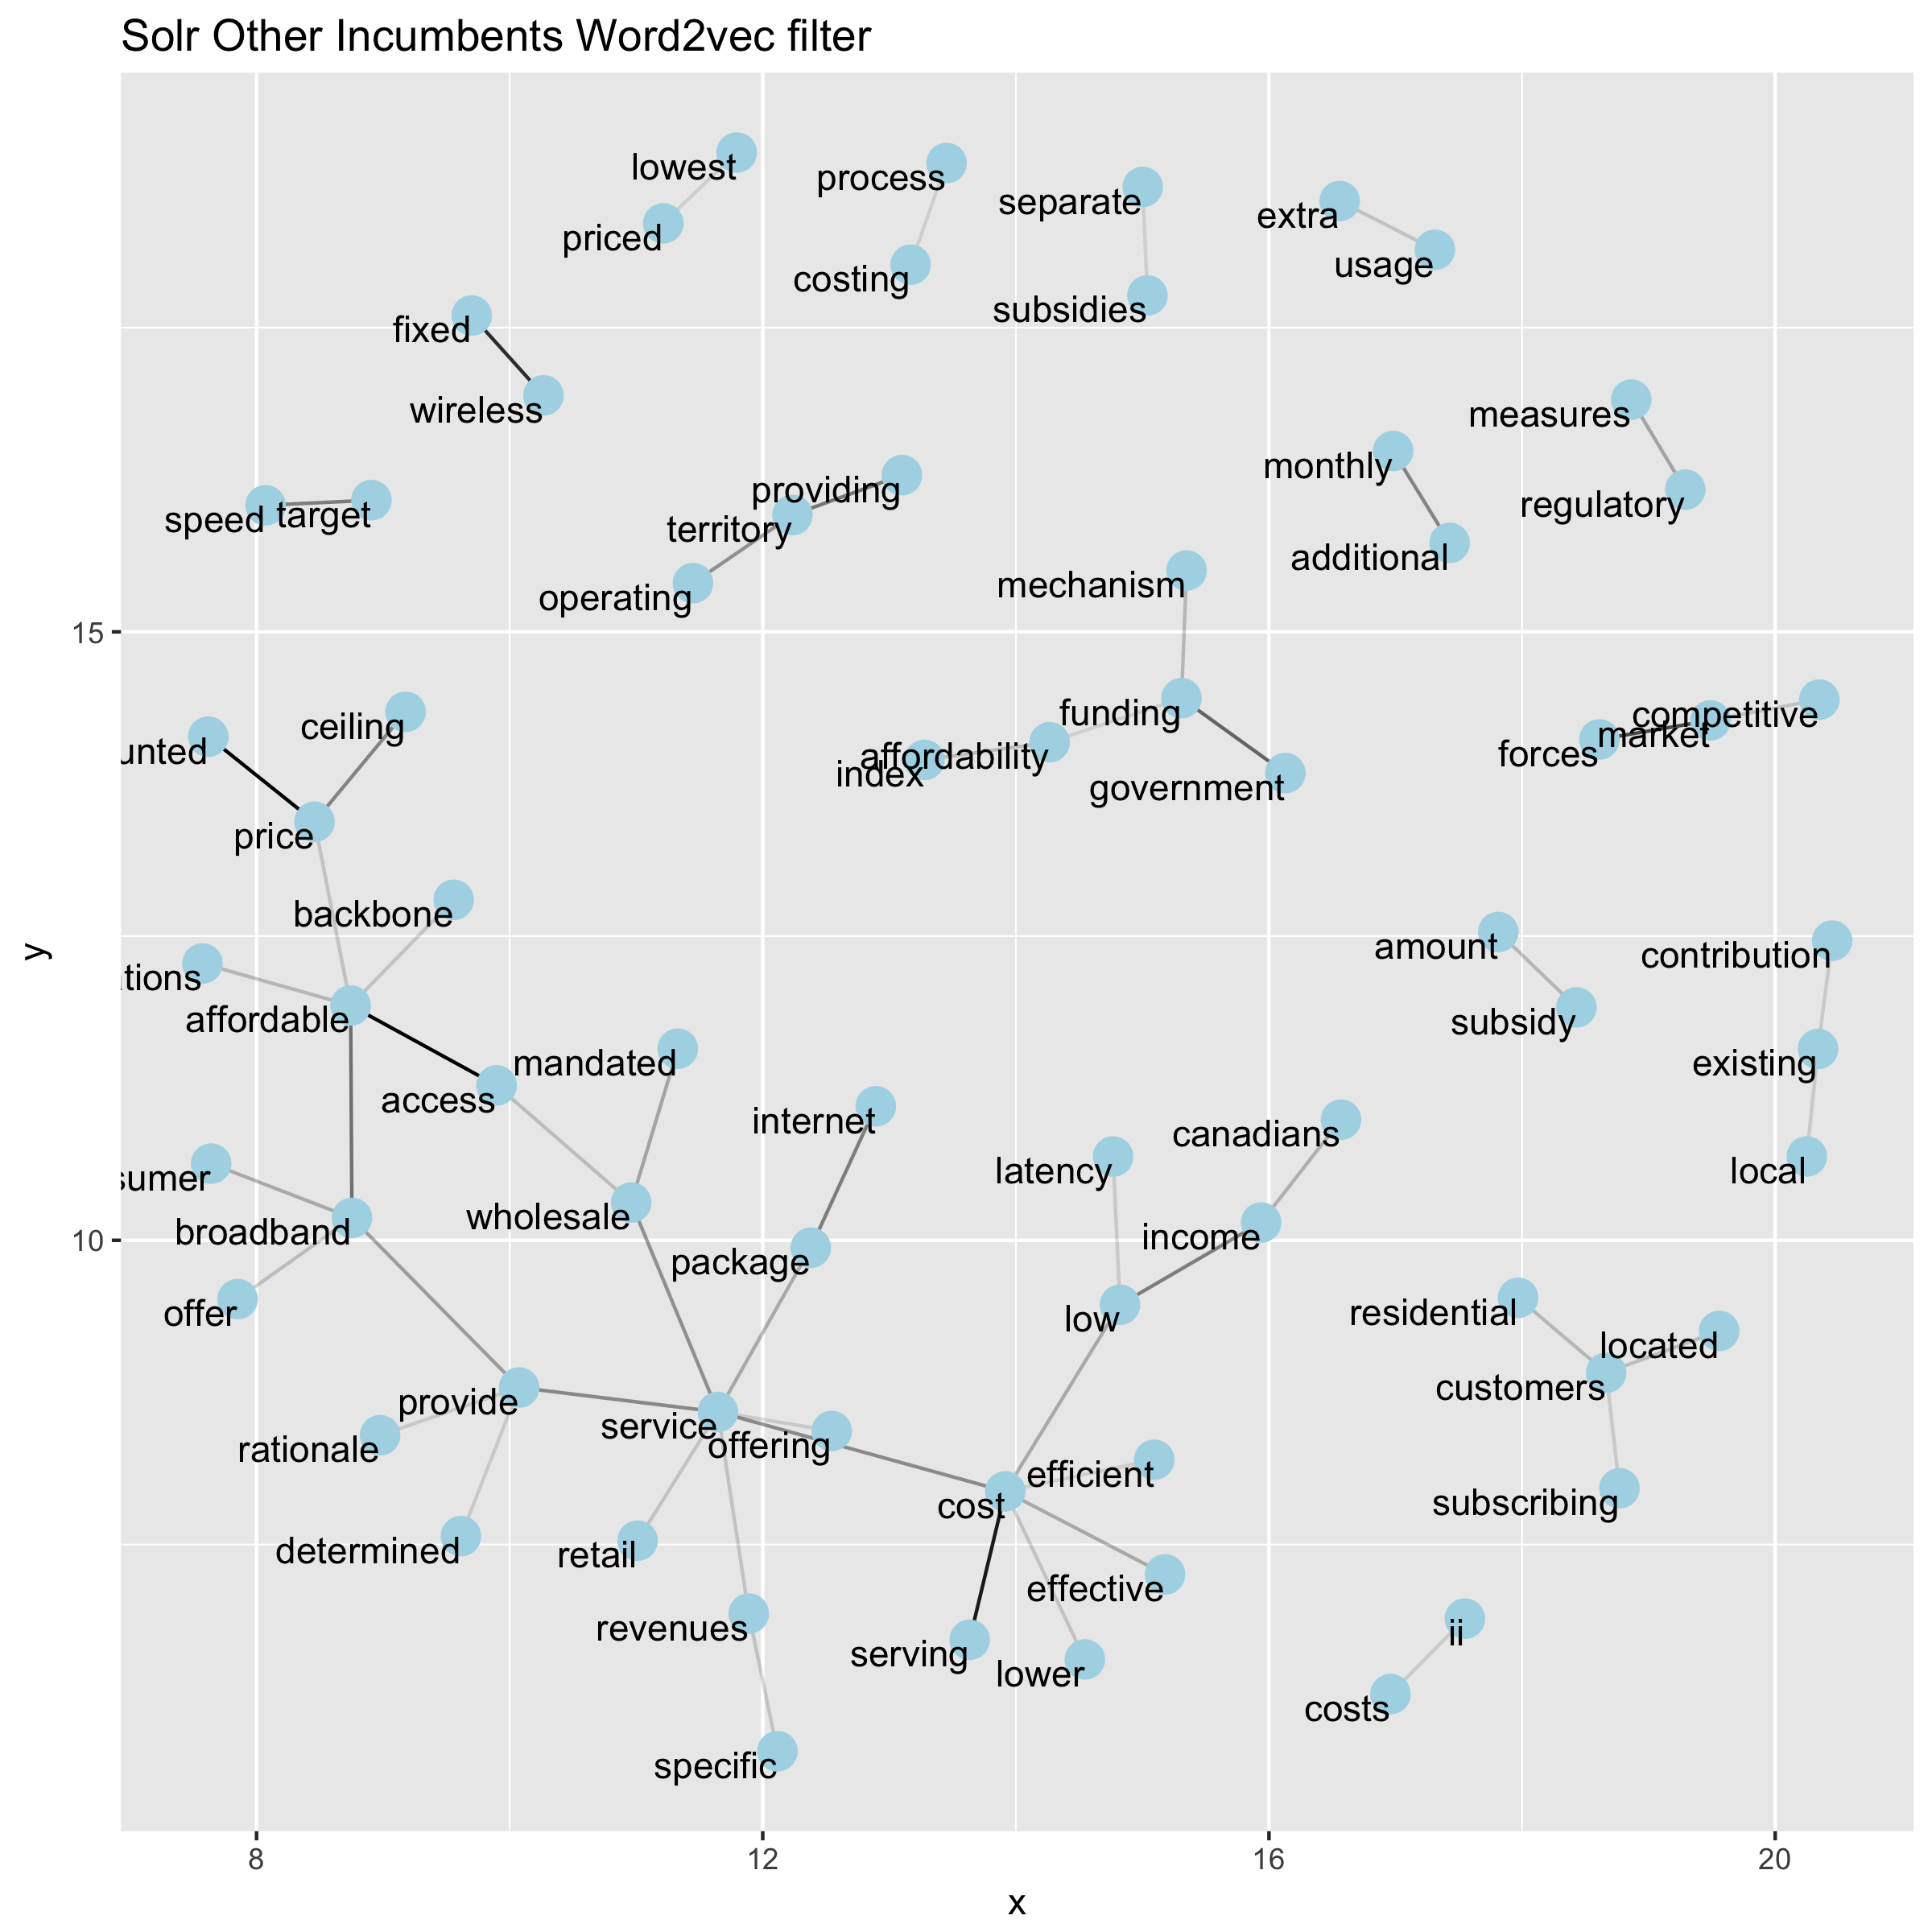 Solr Other Incumbents Word2vec filter
lowest
process
separate
extra
priced
usage
costing
subsidies
fixed
wireless
measures
monthly
providing
regulatory
speed
target
territory
additional
mechanism
operating
15
funding
competitive
ceiling
market
unted
forces
affordability
index
government
price
backbone
amount
contribution
y
tions
affordable
subsidy
mandated
existing
access
internet
canadians
latency
local
sumer
wholesale
broadband
income
10
package
offer
low
residential
located
provide
customers
service
rationale
offering
efficient
cost
subscribing
determined
retail
effective
revenues
ii
serving
lower
costs
specific
8
12
16
20
x